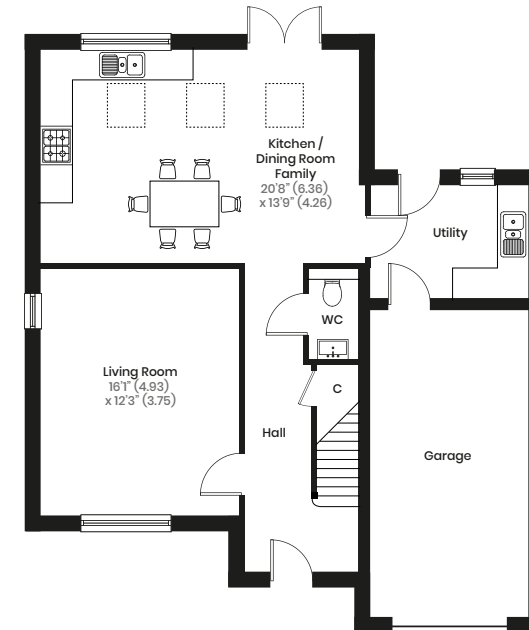 Kitchen /
Dining Room
Family
20'8" (6.36)
x 13'9" (4.26)
Utility
WC
Living Room
16'1" (4.93)
x 12'3" (3.75)
C
Hall
Garage